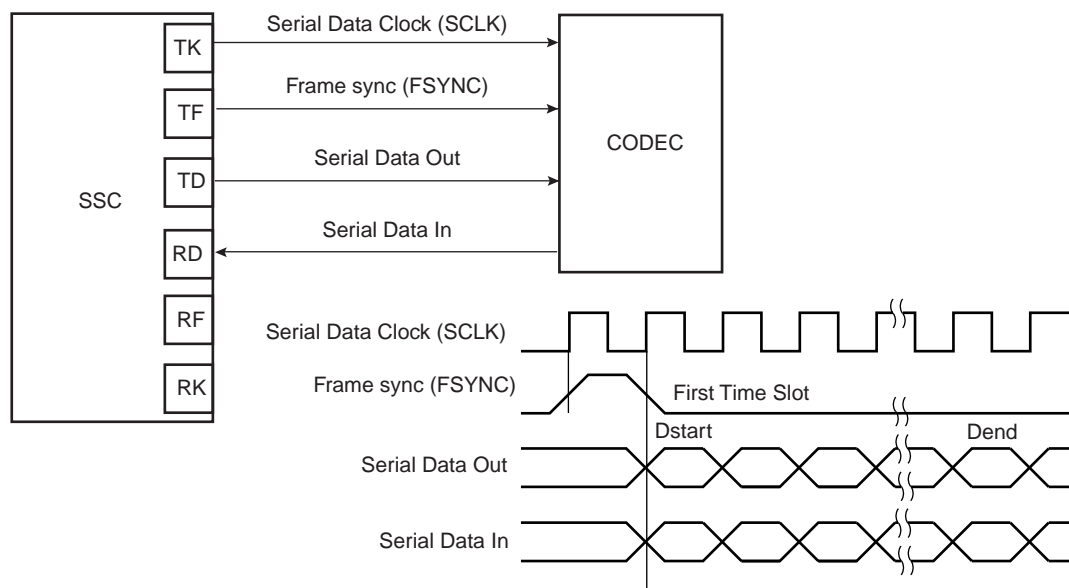 Serial Data Clock (SCLK)
TK
Frame sync (FSYNC)
TF
CODEC
Serial Data Out
TD
SSC
Serial Data In
RD
RF
Serial Data Clock (SCLK)
RK
Frame sync (FSYNC)
First Time Slot
Dstart
Dend
Serial Data Out
Serial Data In